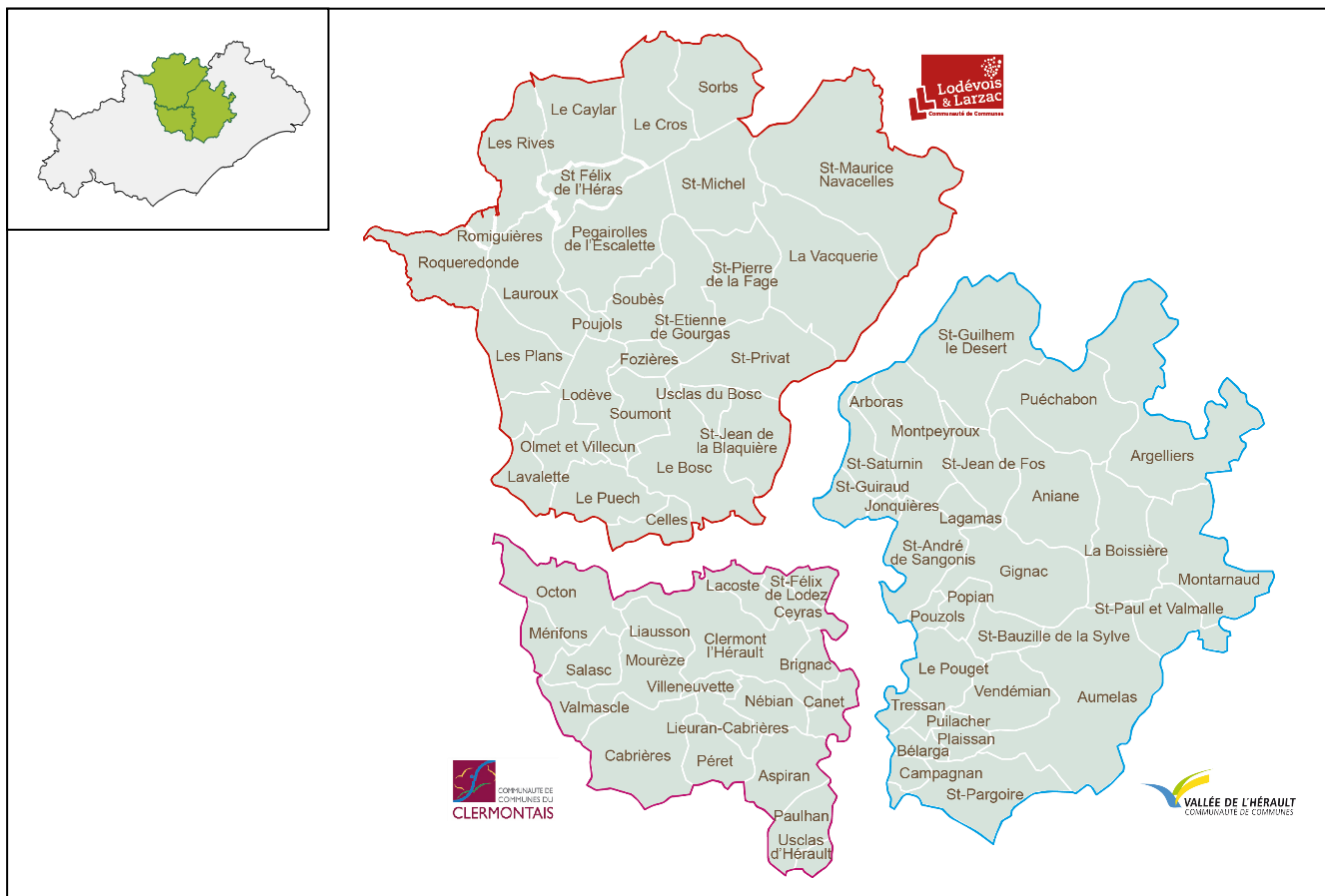 Lodévois
& Larzac
Communauté de Communes
Sorbs
Le Caylar
Le Cros
Les Rives
St Félix
de l'Héras
St-Michel
St-Maurice
Navacelles
Romiguières
Pegairolles
de l'Escalette
Roqueredonde
La Vacquerie
St-Pierre
de la Fage
Lauroux
Soubès
Poujols
St-Etienne
de Gourgas
Les Plans
Fozières
St-Privat
Lodève
Usclas du Bosc
Soumont
St-Jean de
la Blaquière
Olmet et Villecun
Le Bosc
Lavalette
Le Puech
Celles
St-Guilhem
le Desert
Arboras
Puéchabon
Montpeyroux
Argelliers
St-Saturnin
St-Jean de Fos
St-Guiraud
Aniane
Jonquières
Lagamas
St-André
de Sangonis
La Boissière
Gignac
Montarnaud
Popian
St-Paul et Valmalle
Pouzols
St-Bauzille de la Sylve
Le Pouget
Vendémian
Aumelas
Tressan
Puilacher
Plaissan
Bélarga
Campagnan
St-Pargoire
Octon
Lacoste
St-Félix
de Lodez
Ceyras
Mérifons
Liausson
Clermont
l'Hérault
Salasc
Mourèze
Brignac
Villeneuvette
Valmascle
Nébian
Canet
Lieuran-Cabrières
Cabrières
Péret
Aspiran
Paulhan
Usclas
d'Hérault
COMMUNAUTÉ DE
COMMUNES DU
CLERMONTAIS
VALLÉE DE L'HÉRAULT
COMMUNAUTÉ DE COMMUNES